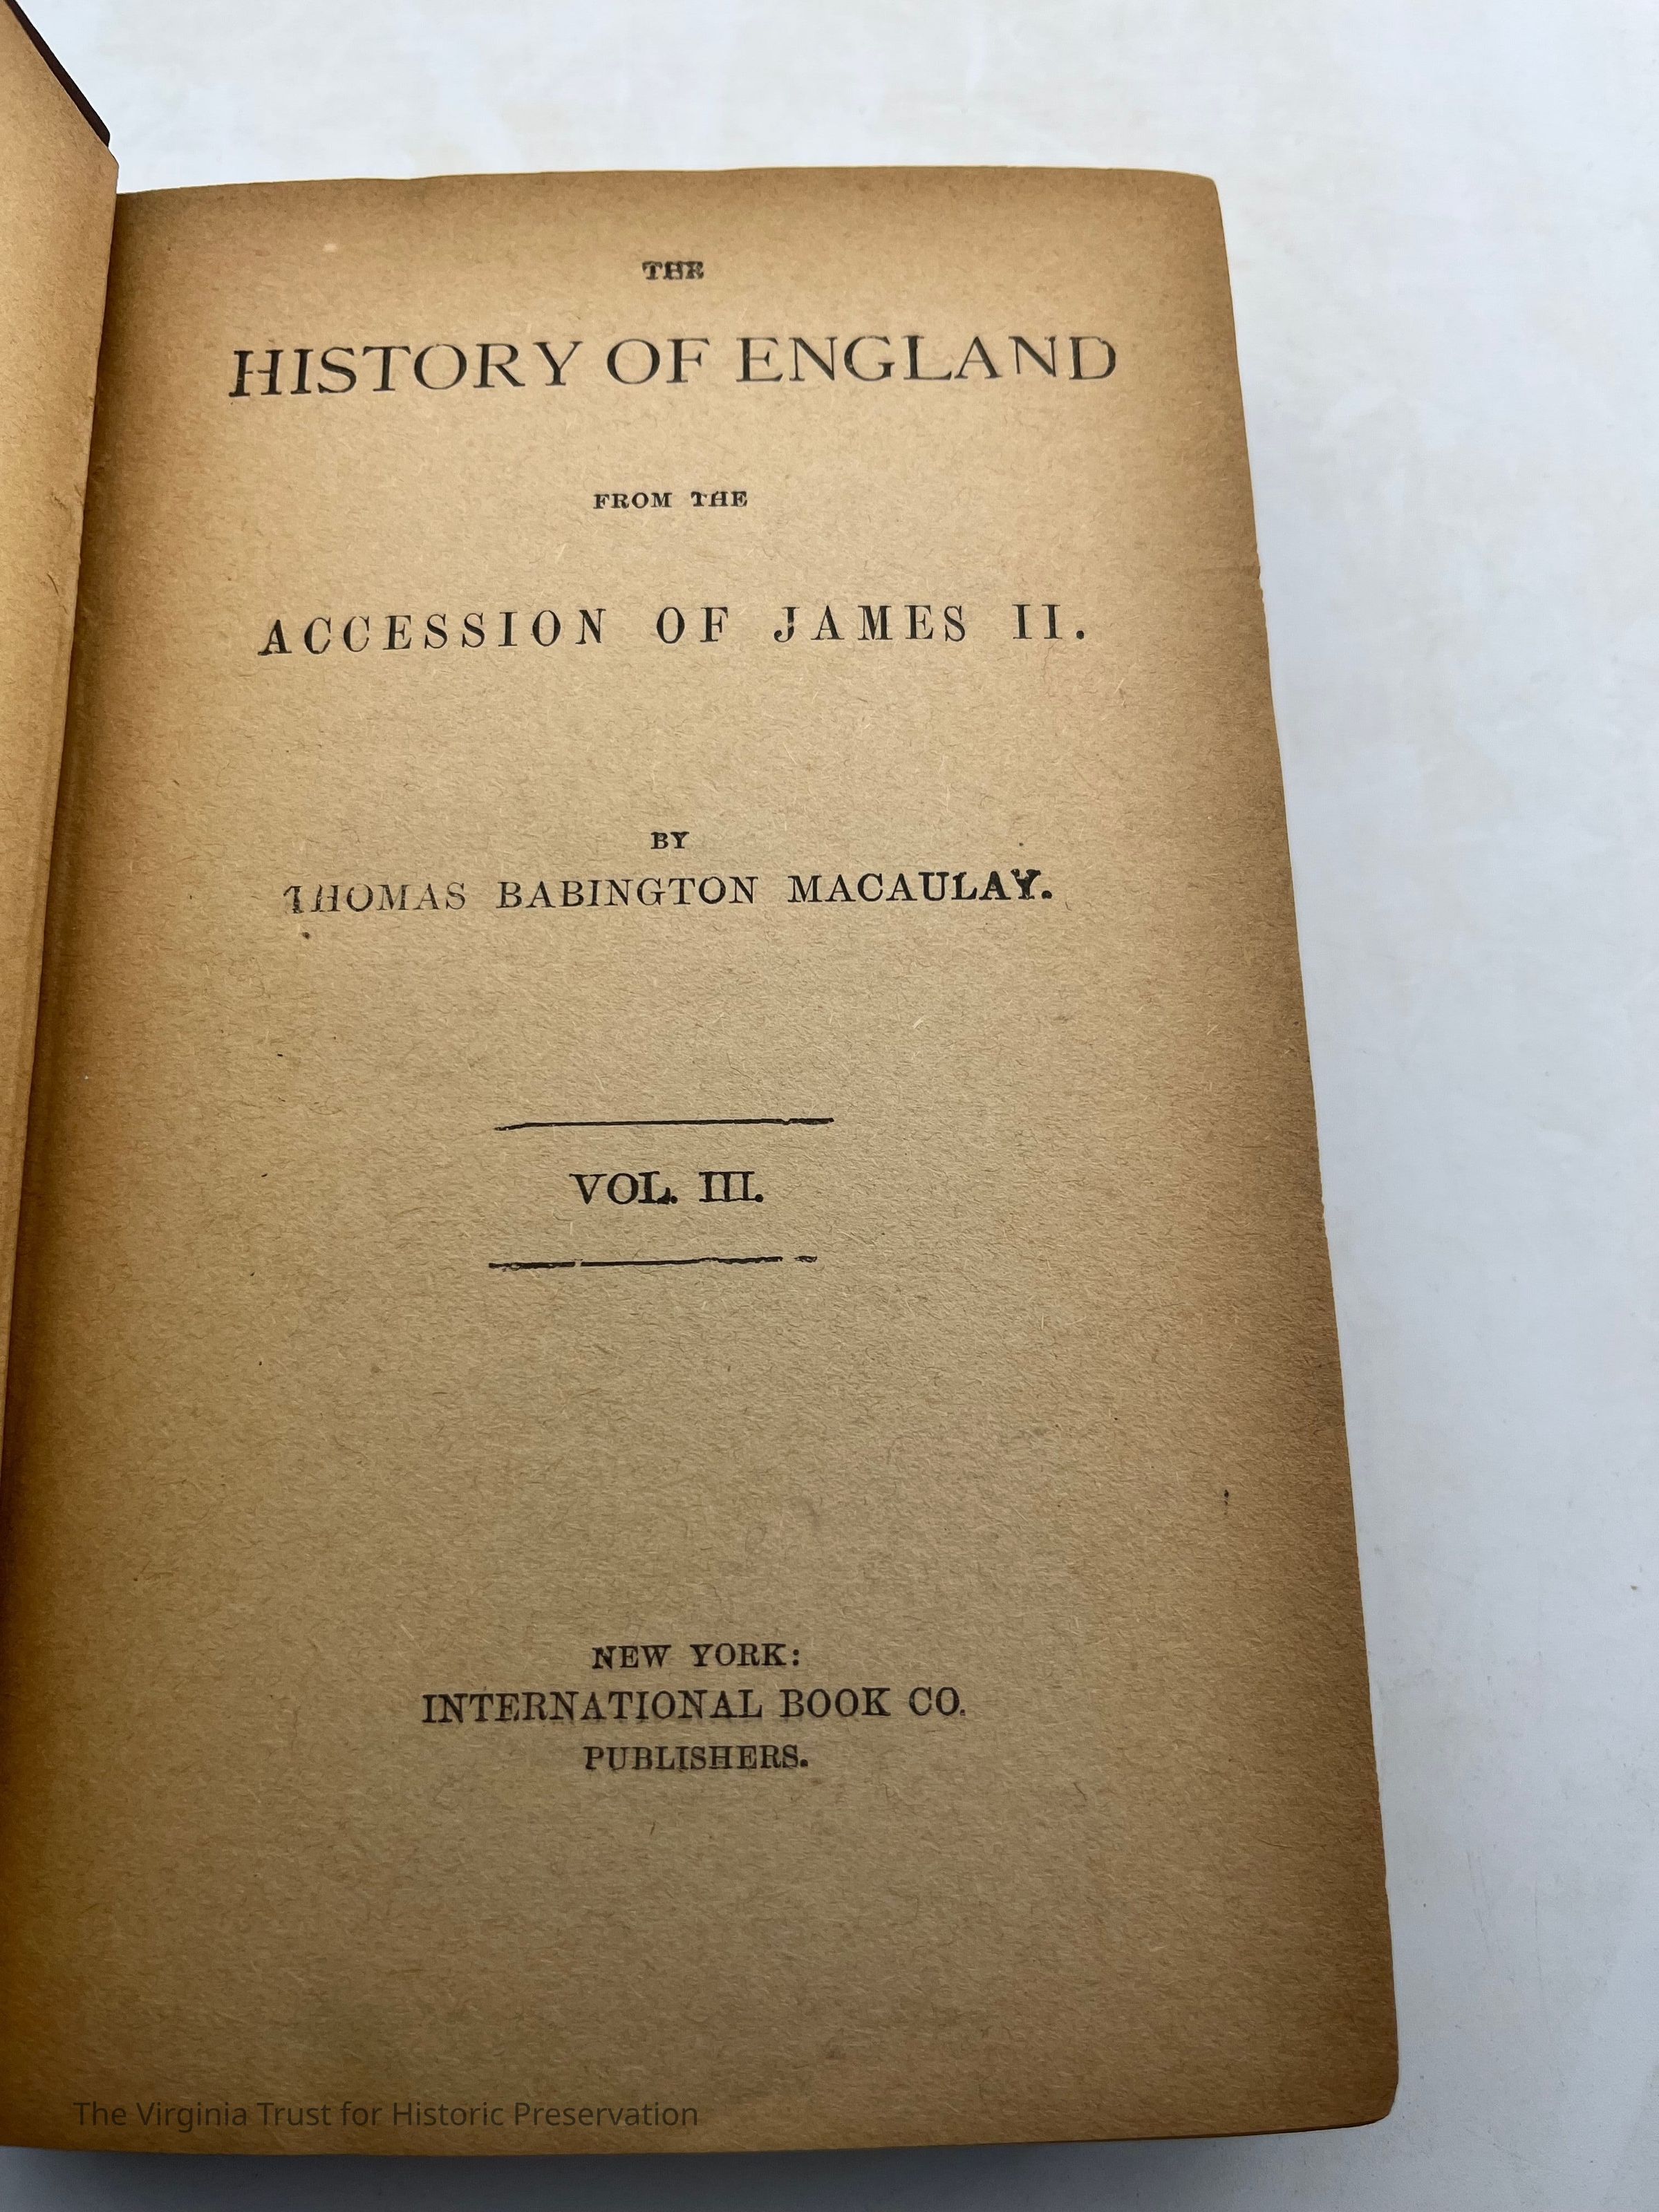 THE
HISTORY OF ENGLAND
FROM THE
ACCESSION OF JAMES II.
BY
THOMAS BABINGTON MACAULAY.
VOL. III.
NEW YORK:
INTERNATIONAL BOOK CO.
PUBLISHERS.
The Virginia Trust for Historic Preservation